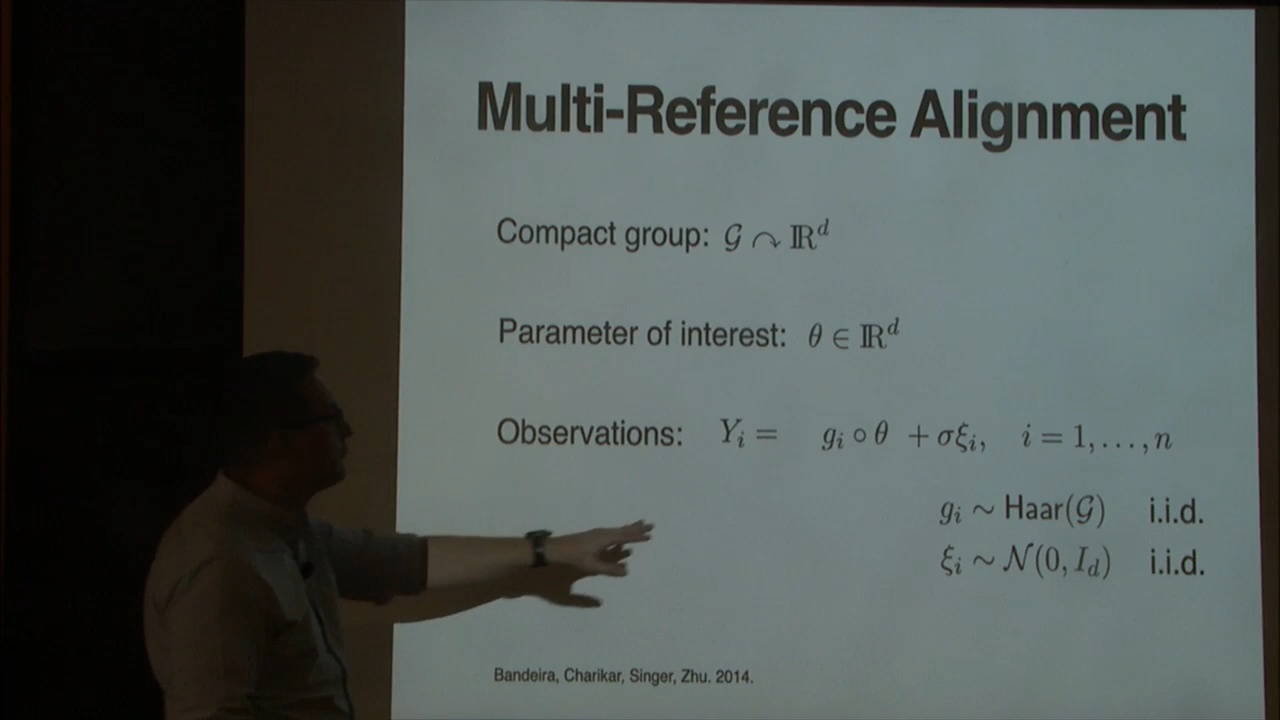 Multi-Reference Alignment
Compact group: 𝒢 ↷ ℝ^d
Parameter of interest: θ ∈ ℝ^d
Observations: Y_i = g_i ∘ θ + σξ_i, i = 1, . . . , n
g_i ∼ Haar(𝒢) i.i.d.
ξ_i ∼ 𝒩(0, I_d) i.i.d.
Bandeira, Charikar, Singer, Zhu. 2014.